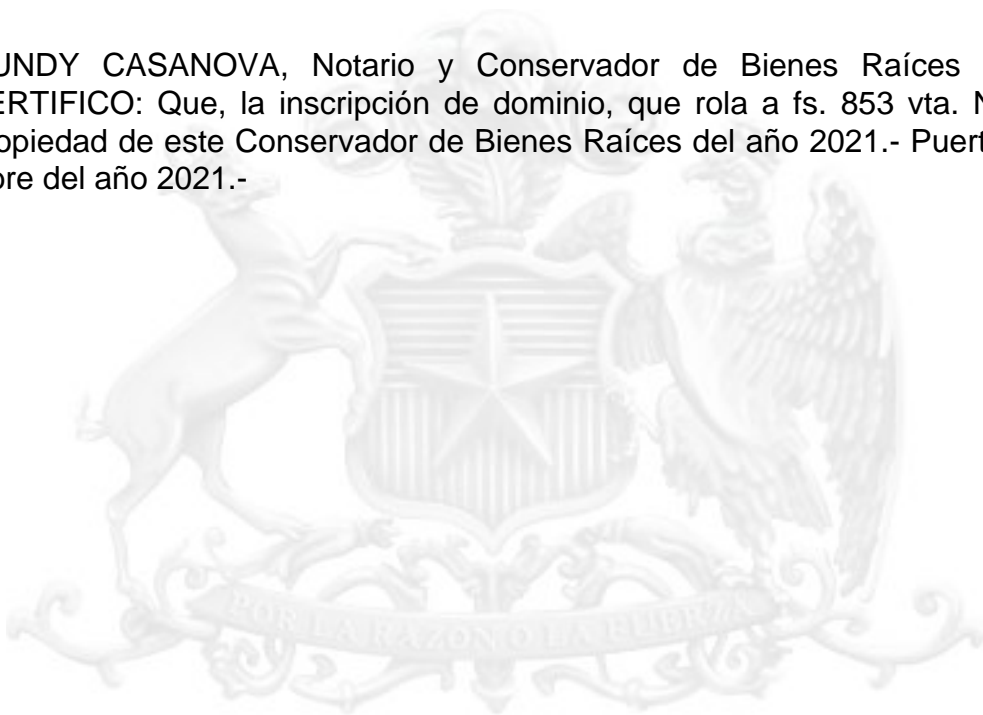 UNDY CASANOVA, Notario y Conservador de Bienes Raíces
ERTIFICO: Que, la inscripción de dominio, que rola a fs. 853 vta. N
opiedad de este Conservador de Bienes Raíces del año 2021.- Puert
bre del año 2021.-
POR LA RAZON O LA FUERZA